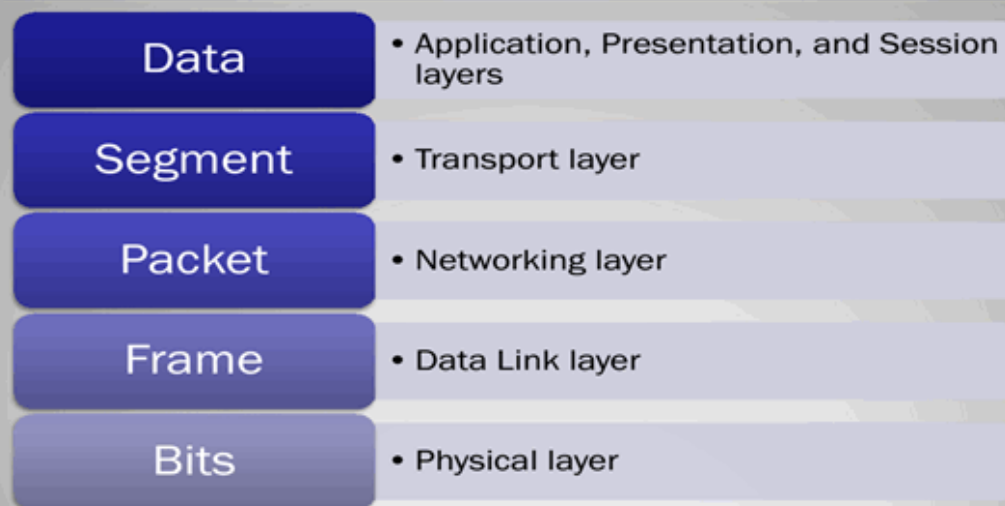 Data
• Application, Presentation, and Session
layers
Segment
• Transport layer
Packet
• Networking layer
Frame
• Data Link layer
Bits
• Physical layer